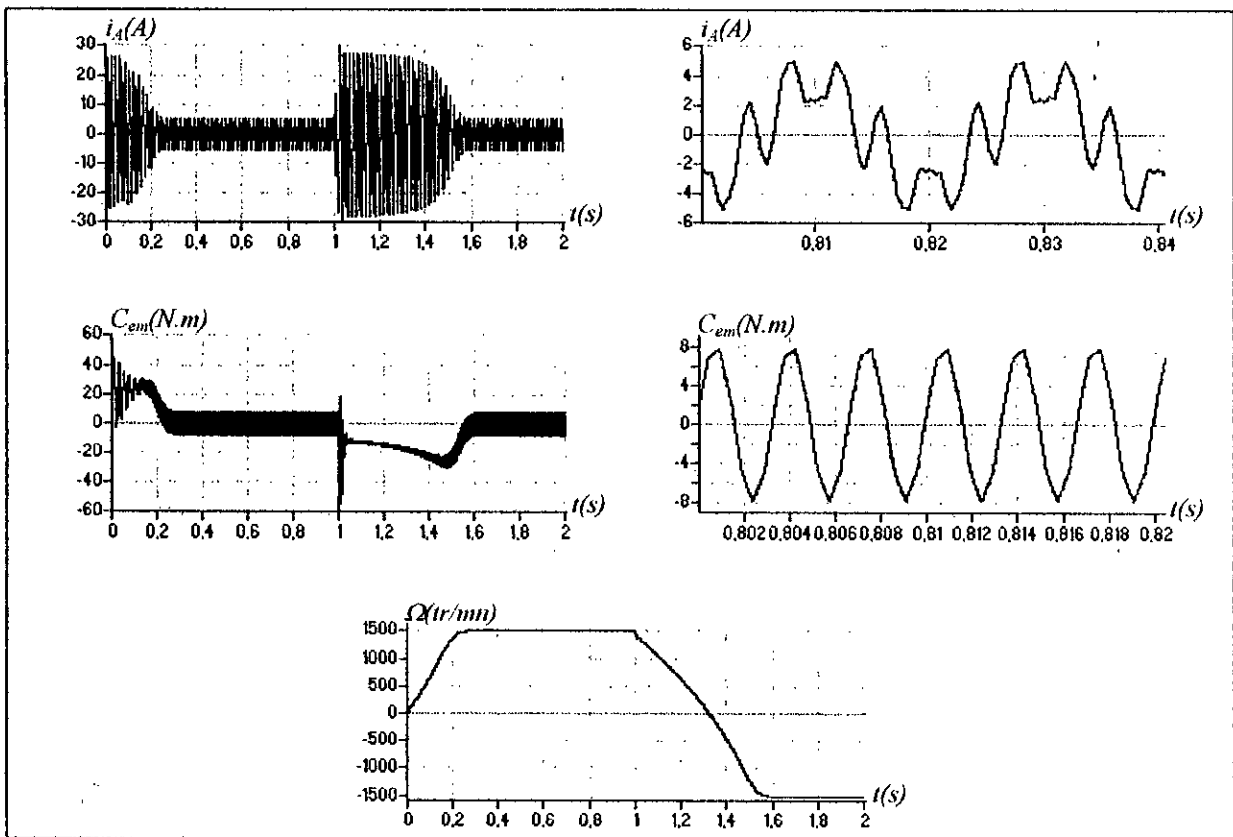 i_A(A)
30
20
10
0
-10
-20
-30
0 0,2 0,4 0,6 0,8 1 1,2 1,4 1,6 1,8 2
t(s)
i_A(A)
6
4
2
0
-2
-4
-6
0,81 0,82 0,83 0,84
t(s)
C_em(N.m)
60
40
20
0
-20
-40
-60
0 0,2 0,4 0,6 0,8 1 1,2 1,4 1,6 1,8 2
t(s)
C_em(N.m)
8
4
0
-4
-8
0,802 0,804 0,806 0,808 0,81 0,812 0,814 0,816 0,818 0,82
t(s)
Ω(tr/mn)
1500
1000
500
0
-500
-1000
-1500
0 0,2 0,4 0,6 0,8 1 1,2 1,4 1,6 1,8 2
t(s)